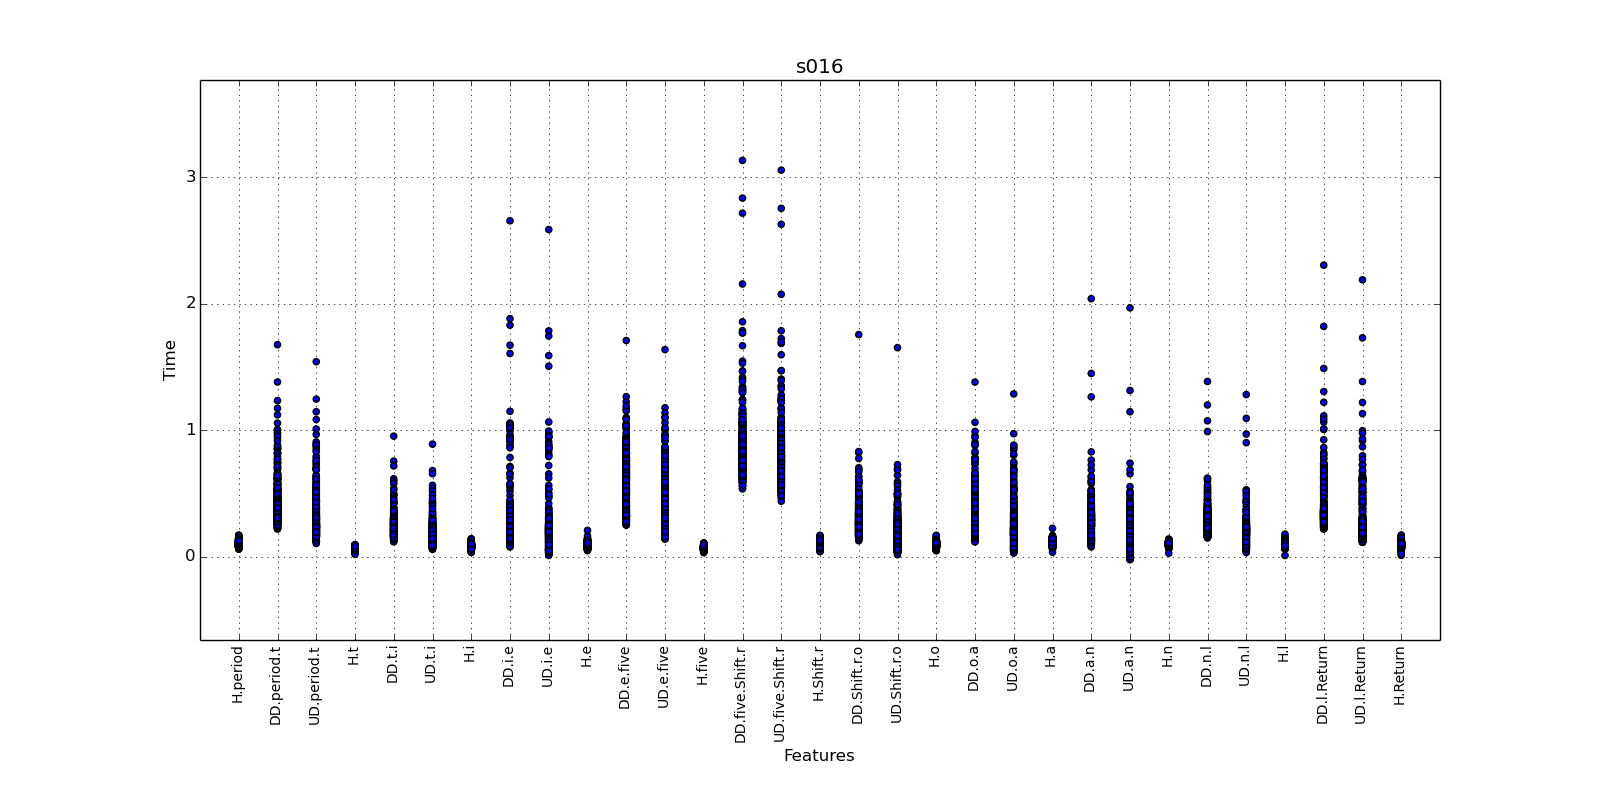 s016
3
2
1
0
Time
H.period
DD.period.t
UD.period.t
H.t
DD.t.i
UD.t.i
H.i
DD.i.e
UD.i.e
H.e
DD.e.five
UD.e.five
H.five
DD.five.Shift.r
UD.five.Shift.r
H.Shift.r
DD.Shift.r.o
UD.Shift.r.o
H.o
DD.o.a
UD.o.a
H.a
DD.a.n
UD.a.n
H.n
DD.n.l
UD.n.l
H.l
DD.l.Return
UD.l.Return
H.Return
Features